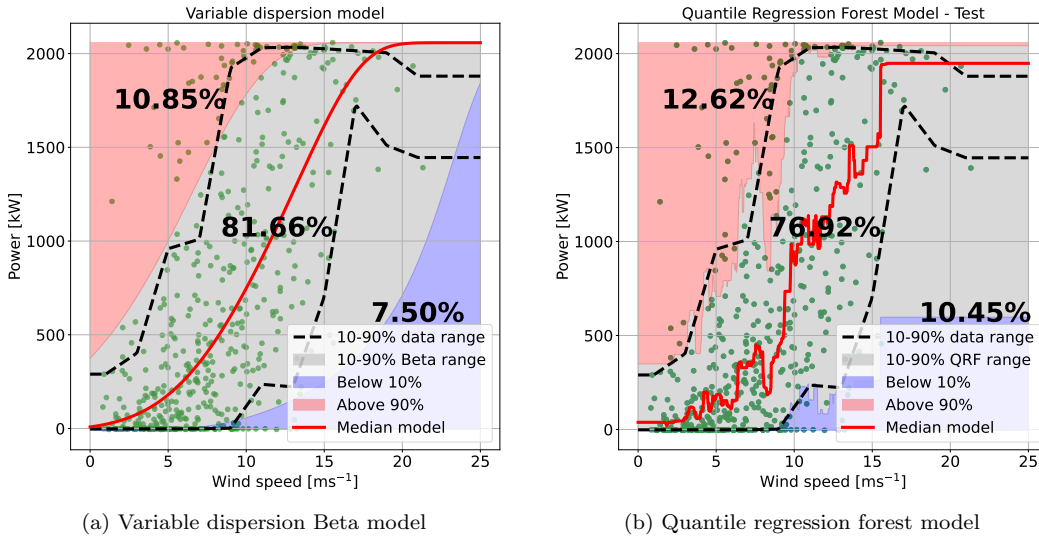 Variable dispersion model
Power [kW]
2000
1500
1000
500
0
10.85%
81.66%
7.50%
10-90% data range
10-90% Beta range
Below 10%
Above 90%
Median model
0 5 10 15 20 25
Wind speed [ms⁻¹]
(a) Variable dispersion Beta model
Quantile Regression Forest Model - Test
Power [kW]
2000
1500
1000
500
0
12.62%
76.92%
10.45%
10-90% data range
10-90% QRF range
Below 10%
Above 90%
Median model
0 5 10 15 20 25
Wind speed [ms⁻¹]
(b) Quantile regression forest model